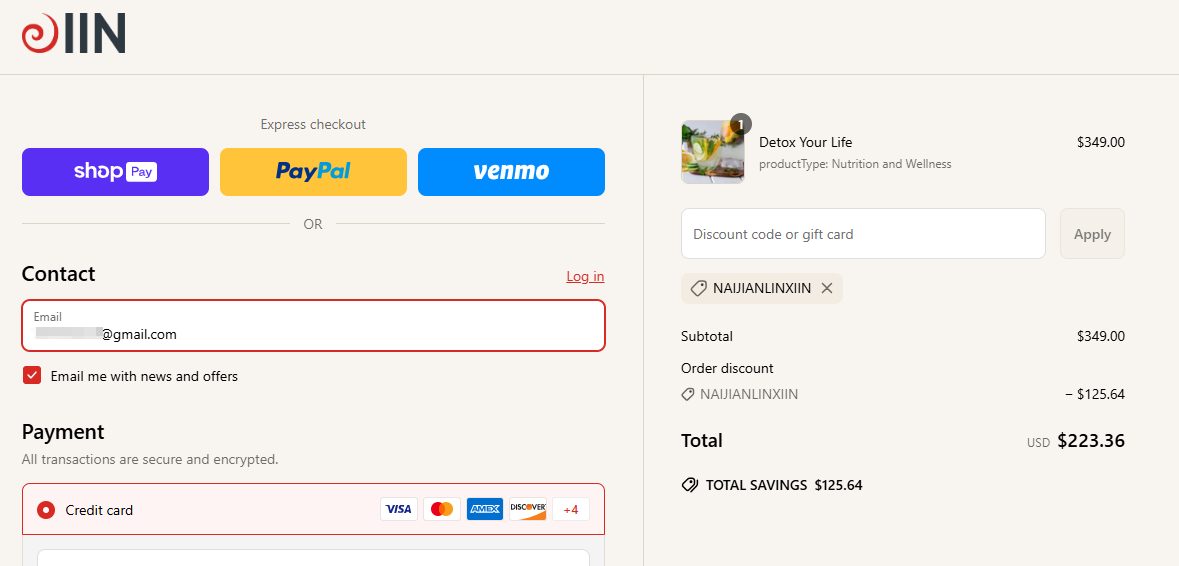 IIN
Express checkout
shop Pay
PayPal
venmo
OR
Contact
Log in
Email
@gmail.com
Email me with news and offers
Payment
All transactions are secure and encrypted.
Credit card
VISA
AMEX
DISCOVER
+4
1
Detox Your Life
$349.00
productType: Nutrition and Wellness
Discount code or gift card
Apply
NAIJIANLINXIIN
Subtotal
$349.00
Order discount
NAIJIANLINXIIN
− $125.64
Total
USD $223.36
TOTAL SAVINGS $125.64